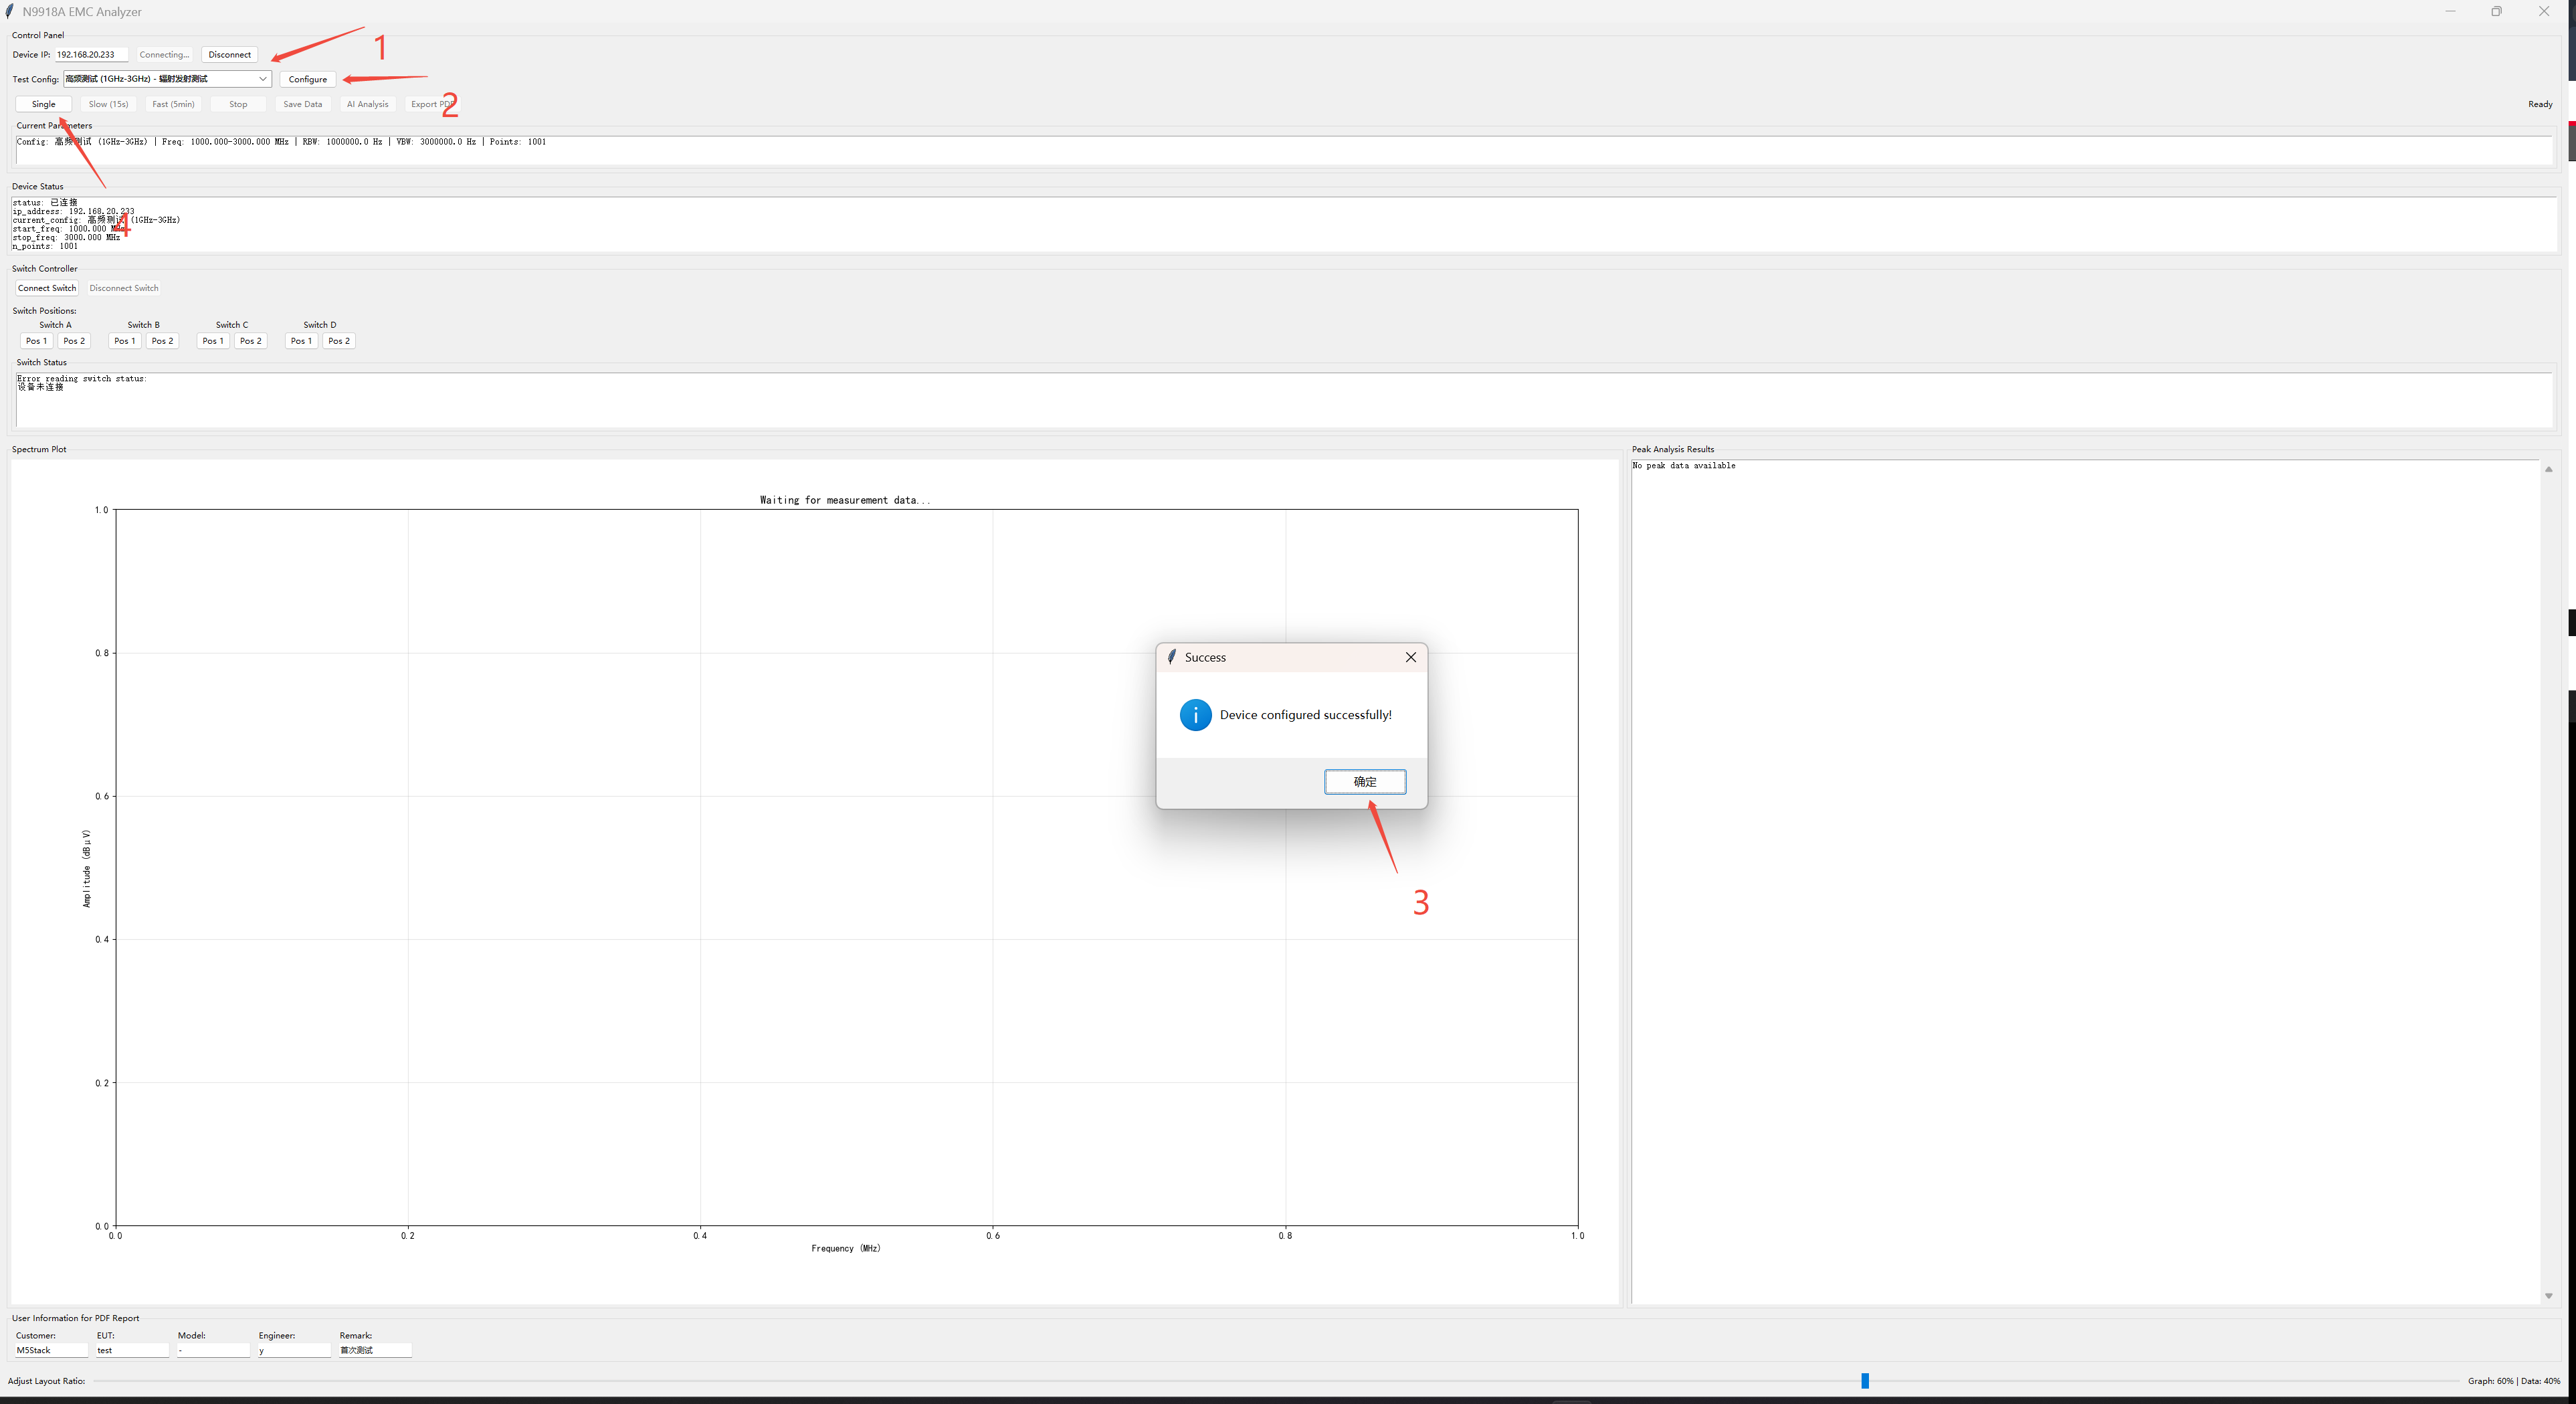 N9918A EMC Analyzer
Control Panel
Device IP: 192.168.20.233 Connecting... Disconnect
1
Test Config: 高频测试 (1GHz-3GHz) - 辐射发射测试 Configure
Single Slow (15s) Fast (5min) Stop Save Data AI Analysis Export PDF Ready
2
Current Parameters
Config: 高频测试 (1GHz-3GHz) | Freq: 1000.000-3000.000 MHz | RBW: 1000000.0 Hz | VBW: 3000000.0 Hz | Points: 1001
Device Status
status: 已连接
ip_address: 192.168.20.233
current_config: 高频测试 (1GHz-3GHz)
start_freq: 1000.000 MHz
4
stop_freq: 3000.000 MHz
n_points: 1001
Switch Controller
Connect Switch Disconnect Switch
Switch Positions:
Switch A Switch B Switch C Switch D
Pos 1 Pos 2 Pos 1 Pos 2 Pos 1 Pos 2 Pos 1 Pos 2
Switch Status
Error reading switch status:
设备未连接
Spectrum Plot
Waiting for measurement data...
1.0
0.8
0.6
0.4
0.2
0.0
Amplitude (dBμV)
0.0 0.2 0.4 0.6 0.8 1.0
Frequency (MHz)
Peak Analysis Results
No peak data available
Success
Device configured successfully!
确定
3
User Information for PDF Report
Customer: EUT: Model: Engineer: Remark:
M5Stack test - y 首次测试
Adjust Layout Ratio: Graph: 60% | Data: 40%